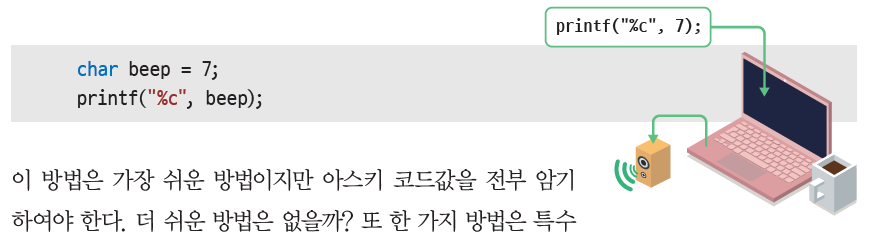 printf("%c", 7);
char beep = 7;
printf("%c", beep);
이 방법은 가장 쉬운 방법이지만 아스키 코드값을 전부 암기
하여야 한다. 더 쉬운 방법은 없을까? 또 한 가지 방법은 특수